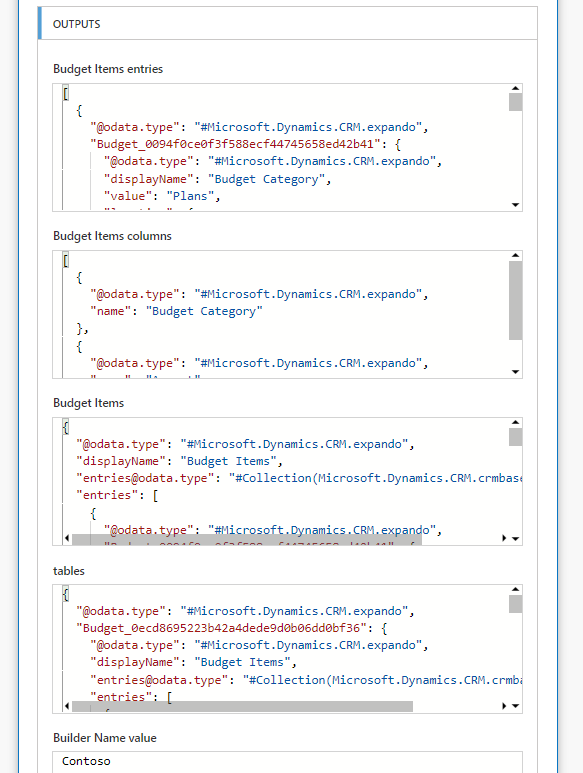 OUTPUTS
Budget Items entries
[
{
"@odata.type": "#Microsoft.Dynamics.CRM.expando",
"Budget_0094f0ce0f3f588ecf44745658ed42b41": {
"@odata.type": "#Microsoft.Dynamics.CRM.expando",
"displayName": "Budget Category",
"value": "Plans",
Budget Items columns
[
{
"@odata.type": "#Microsoft.Dynamics.CRM.expando",
"name": "Budget Category"
},
{
"@odata.type": "#Microsoft.Dynamics.CRM.expando",
Budget Items
{
"@odata.type": "#Microsoft.Dynamics.CRM.expando",
"displayName": "Budget Items",
"entries@odata.type": "#Collection(Microsoft.Dynamics.CRM.crmbase
"entries": [
{
"@odata.type": "#Microsoft.Dynamics.CRM.expando",
tables
{
"@odata.type": "#Microsoft.Dynamics.CRM.expando",
"Budget_0ecd8695223b42a4dede9d0b06dd0bf36": {
"@odata.type": "#Microsoft.Dynamics.CRM.expando",
"displayName": "Budget Items",
"entries@odata.type": "#Collection(Microsoft.Dynamics.CRM.crmba
"entries": [
Builder Name value
Contoso